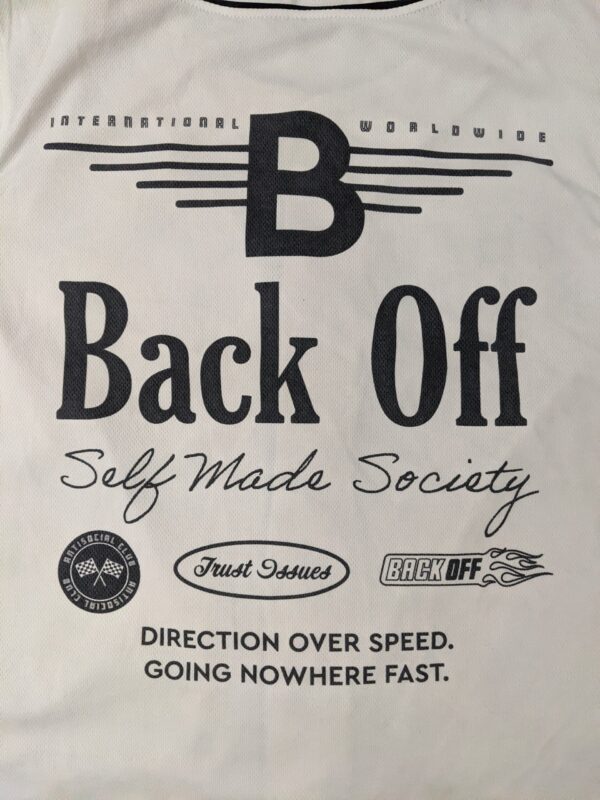 INTERNATIONAL B WORLDWIDE
Back Off
Self Made Society
ANTISOCIAL CLUB ANTISOCIAL CLUB
Trust Issues
BACK OFF
DIRECTION OVER SPEED.
GOING NOWHERE FAST.